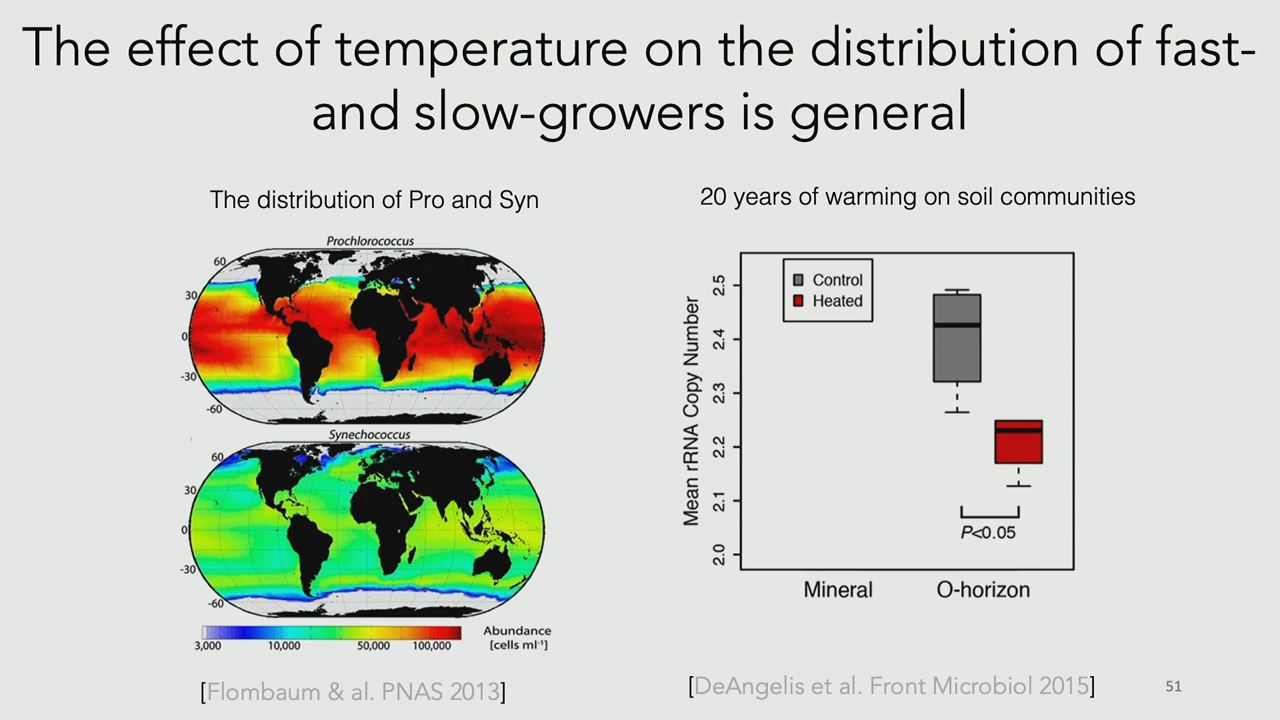 The effect of temperature on the distribution of fast-
and slow-growers is general
The distribution of Pro and Syn
Prochlorococcus
60
30
0
-30
-60
Synechococcus
60
30
0
-30
-60
3,000
10,000
50,000
100,000
Abundance
[cells ml⁻¹]
[Flombaum & al. PNAS 2013]
20 years of warming on soil communities
Mean rRNA Copy Number
2.5
2.4
2.3
2.2
2.1
2.0
Control
Heated
P<0.05
Mineral
O-horizon
[DeAngelis et al. Front Microbiol 2015]
51